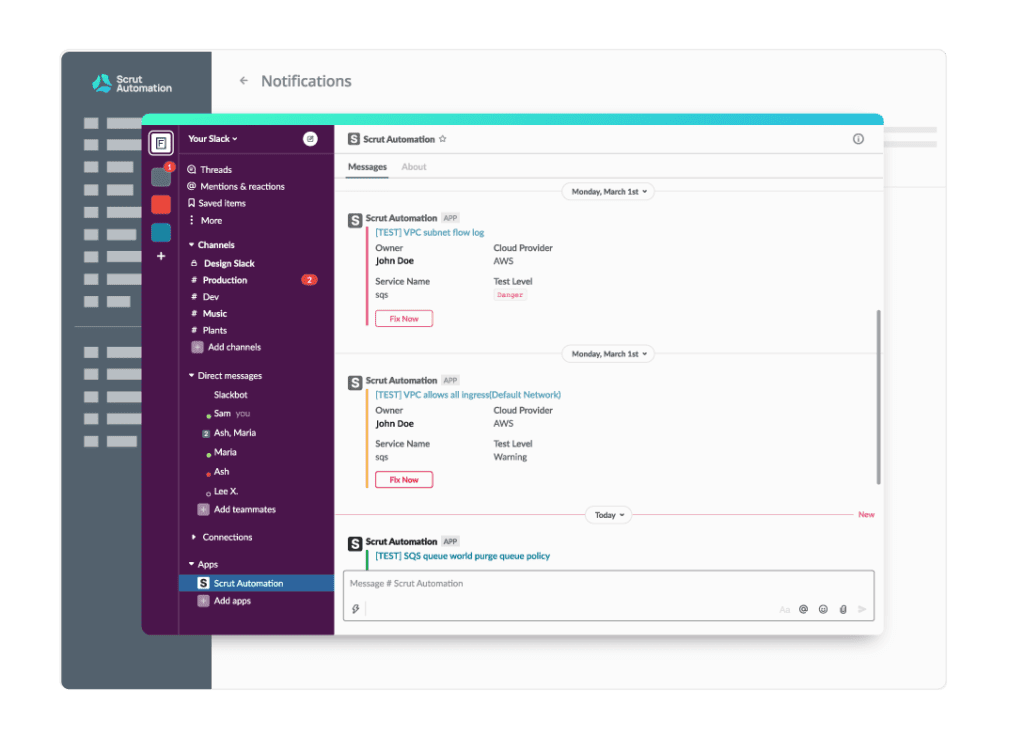 Scrut
Automation
Notifications
Your Slack
1
Threads
@ Mentions & reactions
Saved items
More
Channels
Design Slack
# Production 2
# Dev
# Music
# Plants
+ Add channels
Direct messages
Slackbot
Sam you
2 Ash, Maria
Maria
Ash
Lee X.
+ Add teammates
Connections
Apps
S Scrut Automation
+ Add apps
S Scrut Automation
Messages About
Monday, March 1st
S Scrut Automation APP
[TEST] VPC subnet flow log
Owner Cloud Provider
John Doe AWS
Service Name Test Level
sqs Danger
Fix Now
Monday, March 1st
S Scrut Automation APP
[TEST] VPC allows all ingress(Default Network)
Owner Cloud Provider
John Doe AWS
Service Name Test Level
sqs Warning
Fix Now
Today New
S Scrut Automation APP
[TEST] SQS queue world purge queue policy
Message # Scrut Automation
Aa @